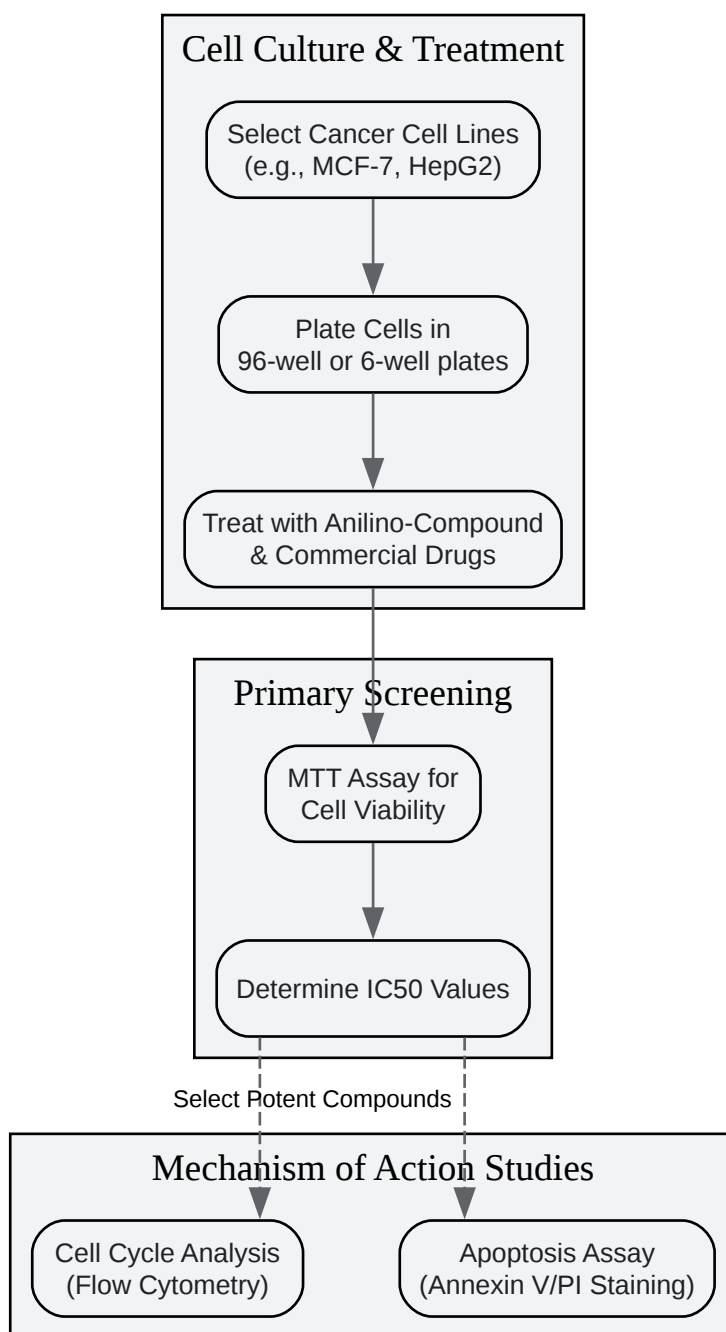 Cell Culture & Treatment
Select Cancer Cell Lines
(e.g., MCF-7, HepG2)
Plate Cells in
96-well or 6-well plates
Treat with Anilino-Compound
& Commercial Drugs
Primary Screening
MTT Assay for
Cell Viability
Determine IC50 Values
Select Potent Compounds
Mechanism of Action Studies
Cell Cycle Analysis
(Flow Cytometry)
Apoptosis Assay
(Annexin V/PI Staining)